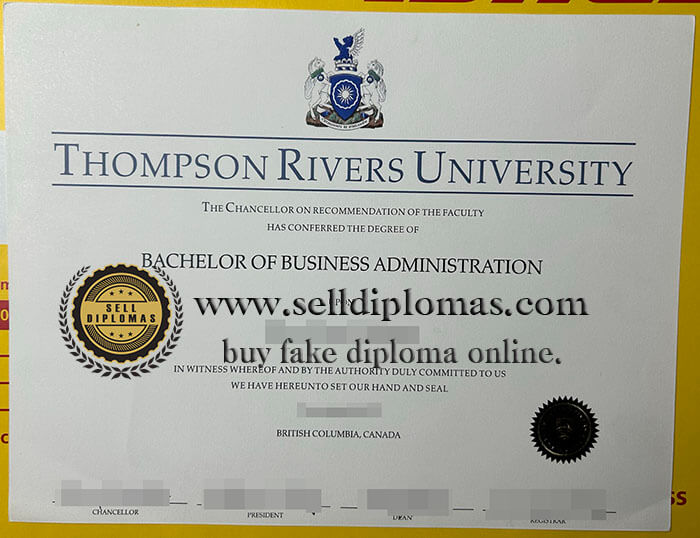 THOMPSON RIVERS UNIVERSITY
THE CHANCELLOR ON RECOMMENDATION OF THE FACULTY
HAS CONFERRED THE DEGREE OF
BACHELOR OF BUSINESS ADMINISTRATION
SELL
DIPLOMAS
www.selldiplomas.com
buy fake diploma online.
IN WITNESS WHEREOF AND BY THE AUTHORITY DULY COMMITTED TO US
WE HAVE HEREUNTO SET OUR HAND AND SEAL
BRITISH COLUMBIA, CANADA
CHANCELLOR
PRESIDENT
DEAN
REGISTRAR